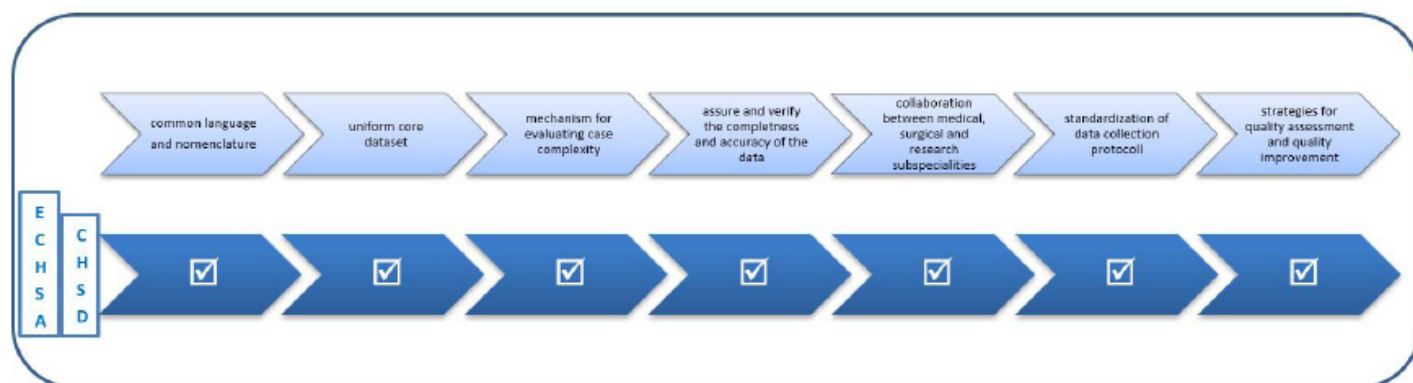 common language
and nomenclature
uniform core
dataset
mechanism for
evaluating case
complexity
assure and verify
the completness
and accuracy of the
data
collaboration
between medical,
surgical and
research
subspecialities
standardization of
data collection
protocoll
strategies for
quality assessment
and quality
improvement
E
C
H
S
A
C
H
S
D